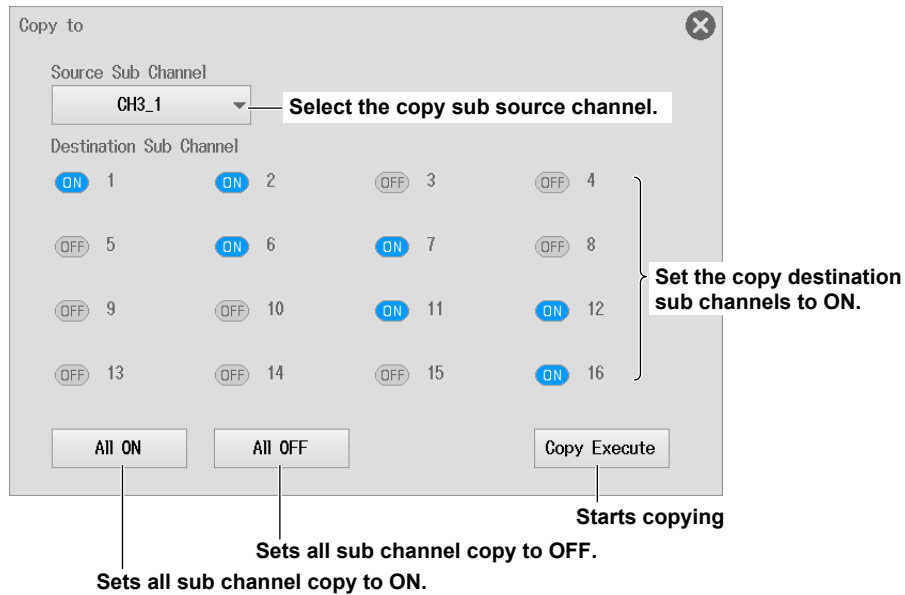 Copy to
Source Sub Channel
CH3_1
Select the copy sub source channel.
Destination Sub Channel
ON 1 ON 2 OFF 3 OFF 4
OFF 5 ON 6 ON 7 OFF 8
Set the copy destination
sub channels to ON.
OFF 9 OFF 10 ON 11 ON 12
OFF 13 OFF 14 OFF 15 ON 16
All ON All OFF Copy Execute
Starts copying
Sets all sub channel copy to OFF.
Sets all sub channel copy to ON.